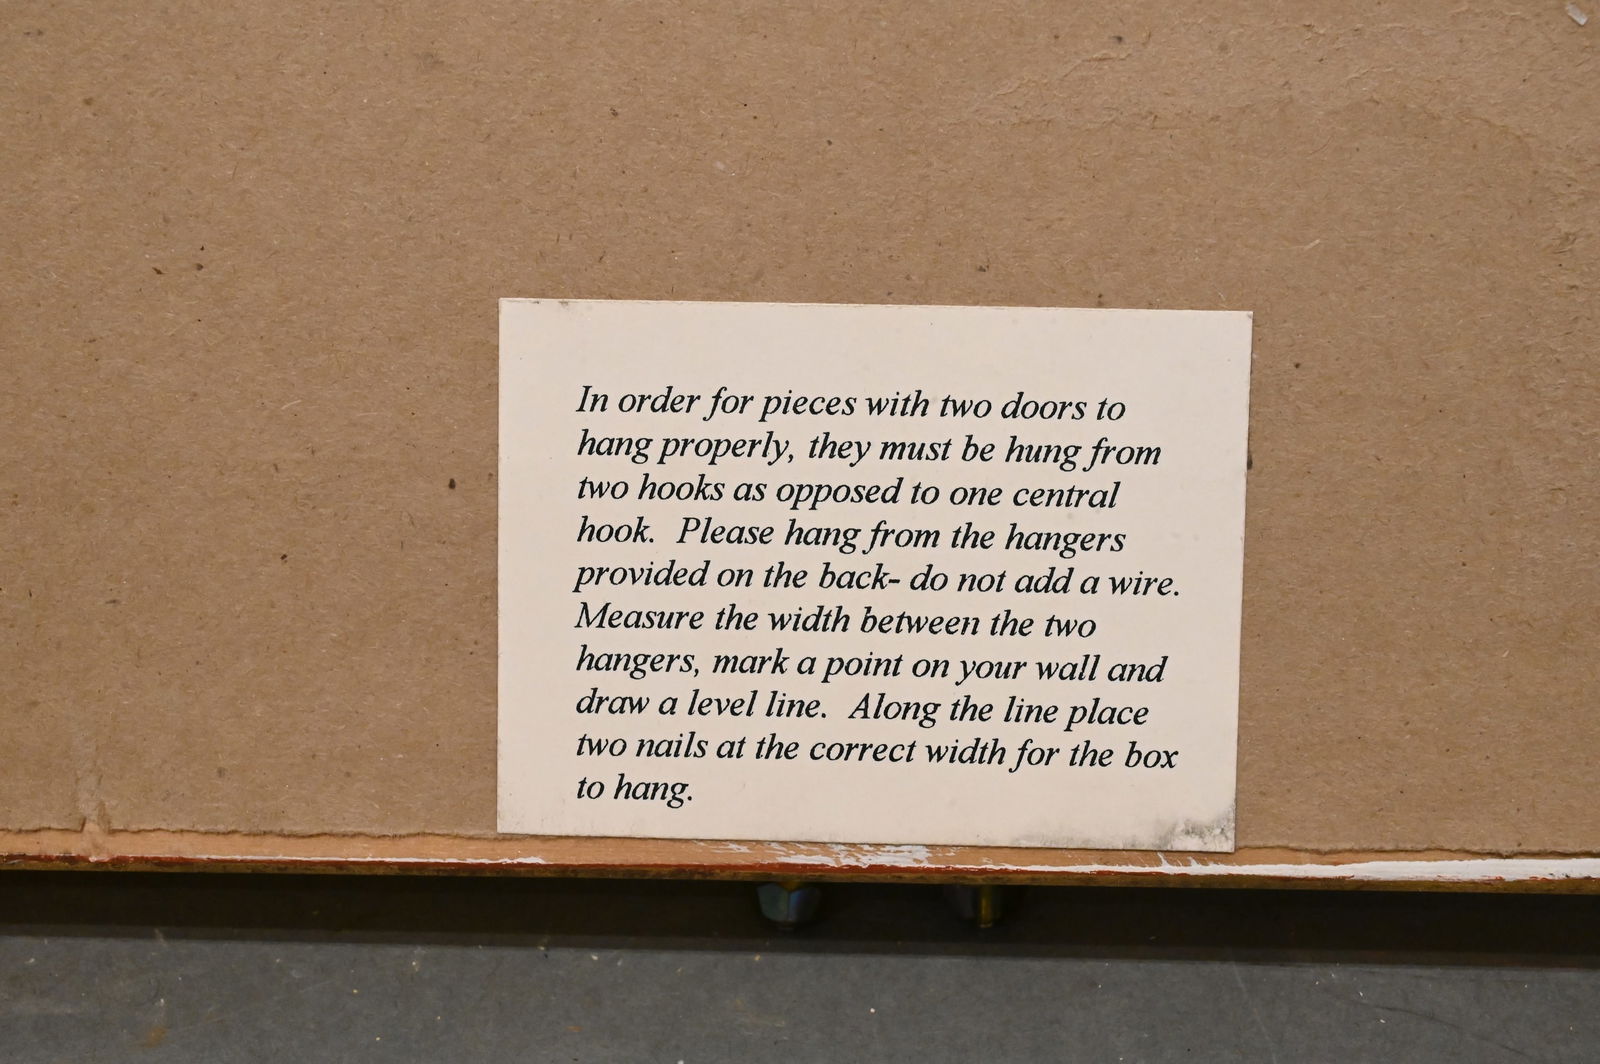 In order for pieces with two doors to
hang properly, they must be hung from
two hooks as opposed to one central
hook.  Please hang from the hangers
provided on the back- do not add a wire.
Measure the width between the two
hangers, mark a point on your wall and
draw a level line.  Along the line place
two nails at the correct width for the box
to hang.